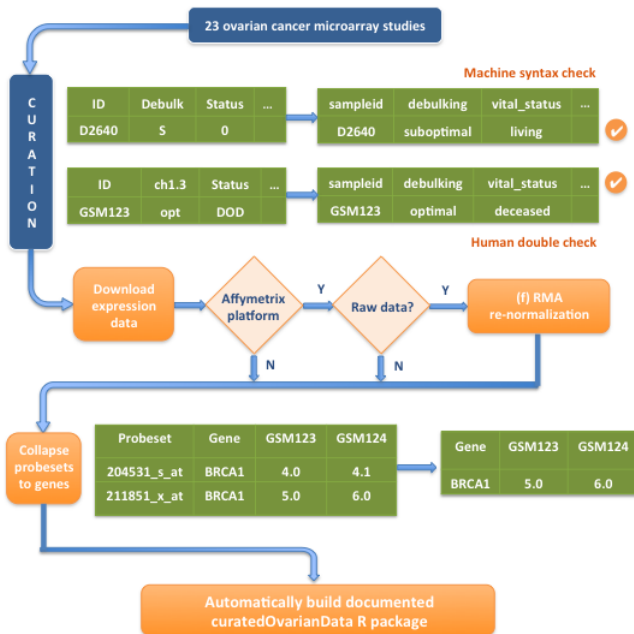 23 ovarian cancer microarray studies
CURATION
Machine syntax check
ID Debulk Status ...
D2640 S 0
sampleid debulking vital_status ...
D2640 suboptimal living
ID ch1.3 Status ...
GSM123 opt DOD
sampleid debulking vital_status ...
GSM123 optimal deceased
Human double check
Download
expression
data
Affymetrix
platform
Y
Raw data?
Y
(f) RMA
re-normalization
N
N
Collapse
probesets
to genes
Probeset Gene GSM123 GSM124
204531_s_at BRCA1 4.0 4.1
211851_x_at BRCA1 5.0 6.0
Gene GSM123 GSM124
BRCA1 5.0 6.0
Automatically build documented
curatedOvarianData R package